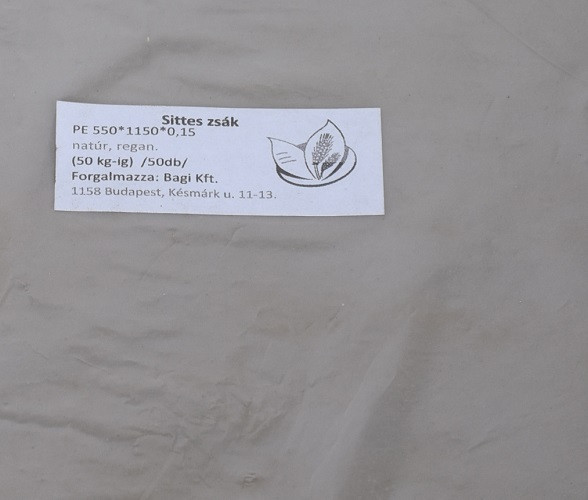 Sittes zsák
PE 550*1150*0,15
natúr, regan.
(50 kg-ig) /50db/
Forgalmazza: Bagi Kft.
1158 Budapest, Késmárk u. 11-13.